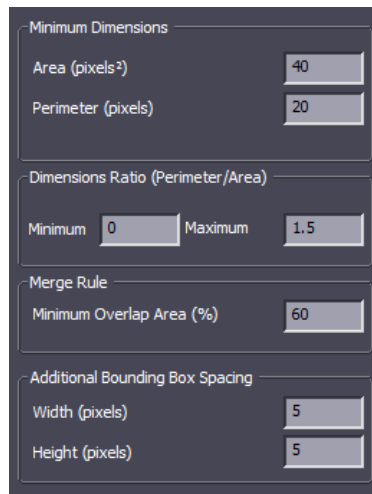 Minimum Dimensions
Area (pixels²) 40
Perimeter (pixels) 20
Dimensions Ratio (Perimeter/Area)
Minimum 0 Maximum 1.5
Merge Rule
Minimum Overlap Area (%) 60
Additional Bounding Box Spacing
Width (pixels) 5
Height (pixels) 5